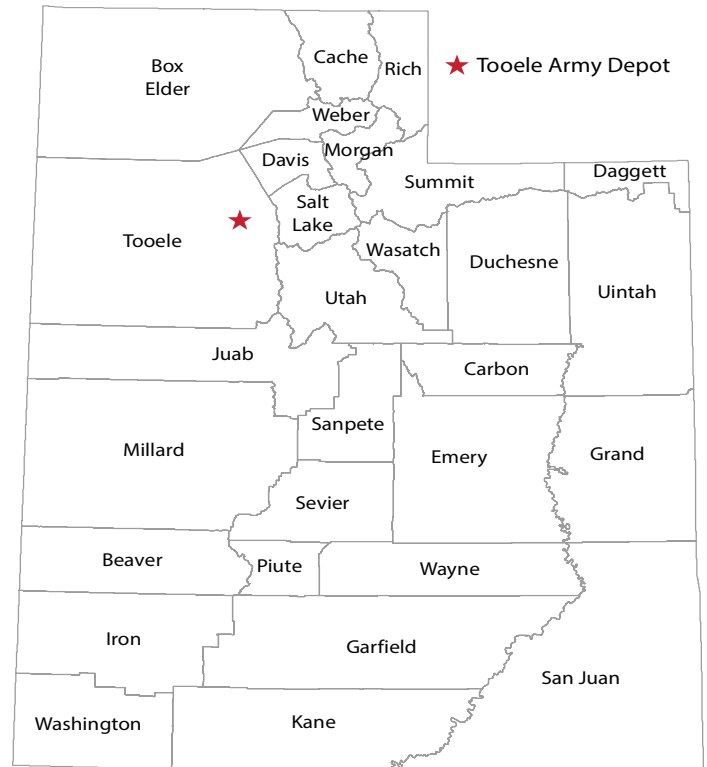 Cache
Box
Elder
Rich
Tooele Army Depot
Weber
Morgan
Davis
Summit
Daggett
Salt
Lake
Tooele
Wasatch
Duchesne
Uintah
Utah
Juab
Carbon
Sanpete
Millard
Emery
Grand
Sevier
Beaver
Piute
Wayne
Iron
Garfield
San Juan
Washington
Kane